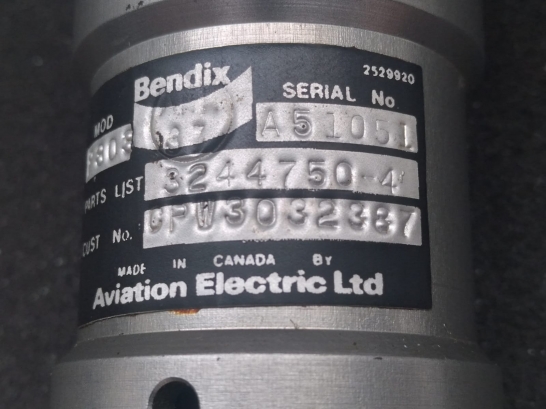 Bendix 2529920
SERIAL No
MOD 37 A51051
PARTS LIST 3244750-4
CUST No. CPW3032387
MADE IN CANADA BY
Aviation Electric Ltd